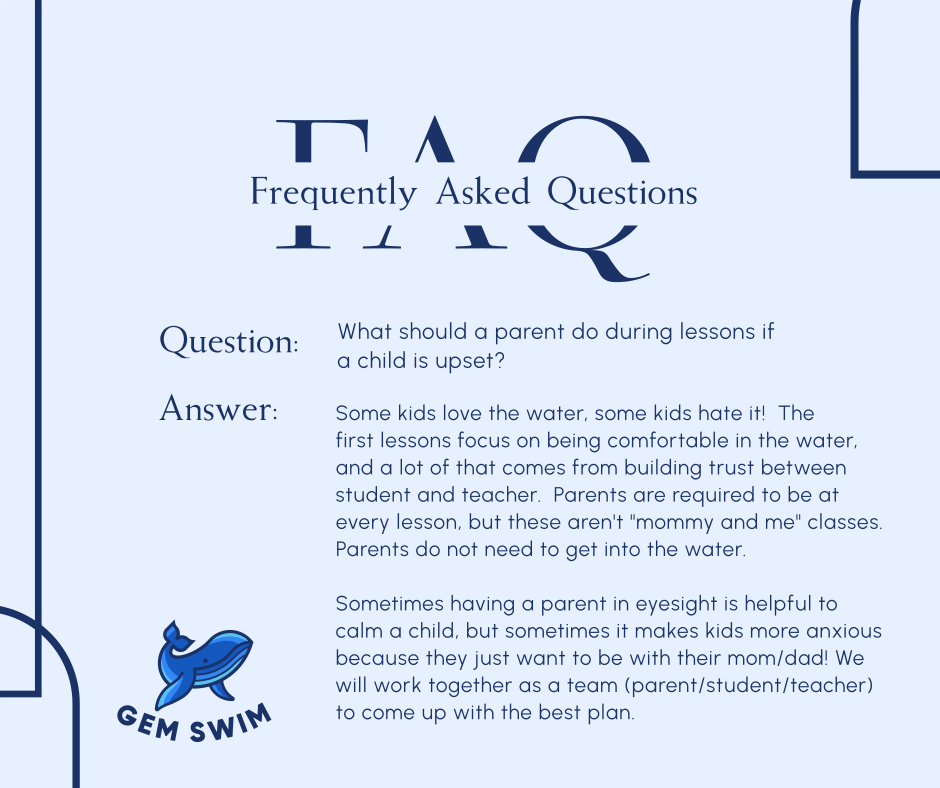 FAQ
Frequently Asked Questions
Question:
What should a parent do during lessons if
a child is upset?
Answer:
Some kids love the water, some kids hate it!  The
first lessons focus on being comfortable in the water,
and a lot of that comes from building trust between
student and teacher.  Parents are required to be at
every lesson, but these aren't "mommy and me" classes.
Parents do not need to get into the water.
Sometimes having a parent in eyesight is helpful to
calm a child, but sometimes it makes kids more anxious
because they just want to be with their mom/dad! We
will work together as a team (parent/student/teacher)
to come up with the best plan.
GEM SWIM